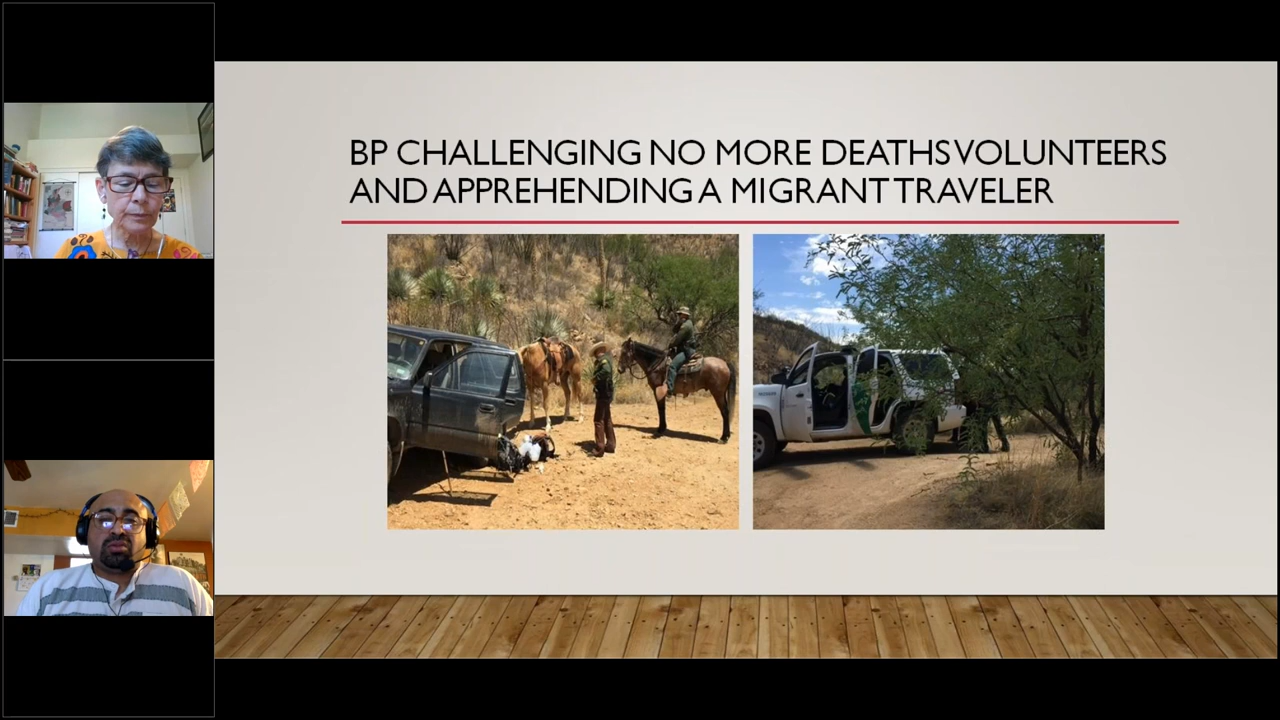 BP CHALLENGING NO MORE DEATHS VOLUNTEERS
AND APPREHENDING A MIGRANT TRAVELER